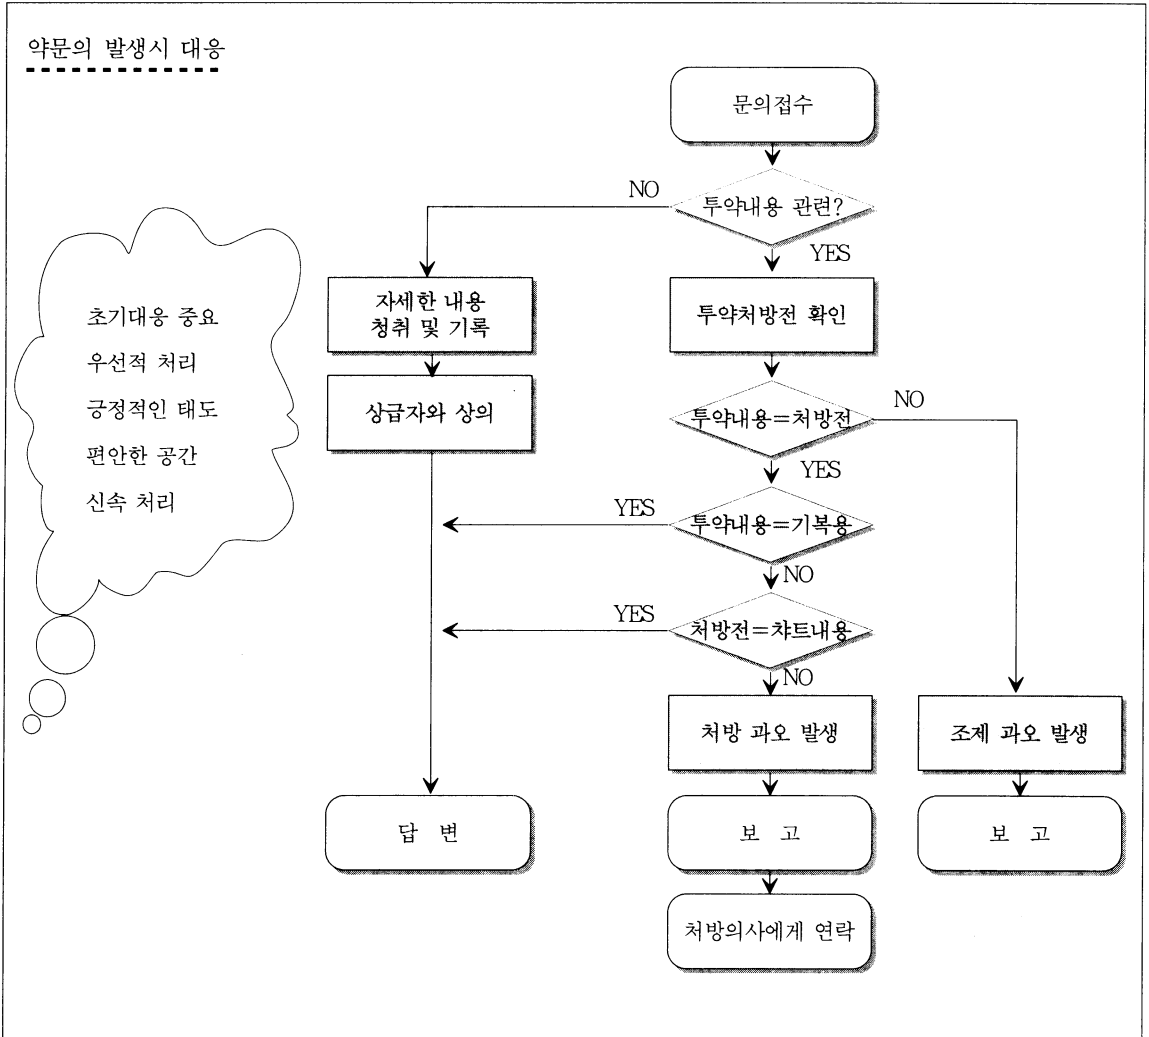 약문의 발생시 대응
문의접수
NO
투약내용 관련?
YES
자세한 내용
청취 및 기록
투약처방전 확인
초기대응 중요
우선적 처리
긍정적인 태도
편안한 공간
신속 처리
상급자와 상의
투약내용=처방전
NO
YES
YES
투약내용=기복용
NO
YES
처방전=챠트내용
NO
처방 과오 발생
조제 과오 발생
답 변
보 고
보 고
처방의사에게 연락